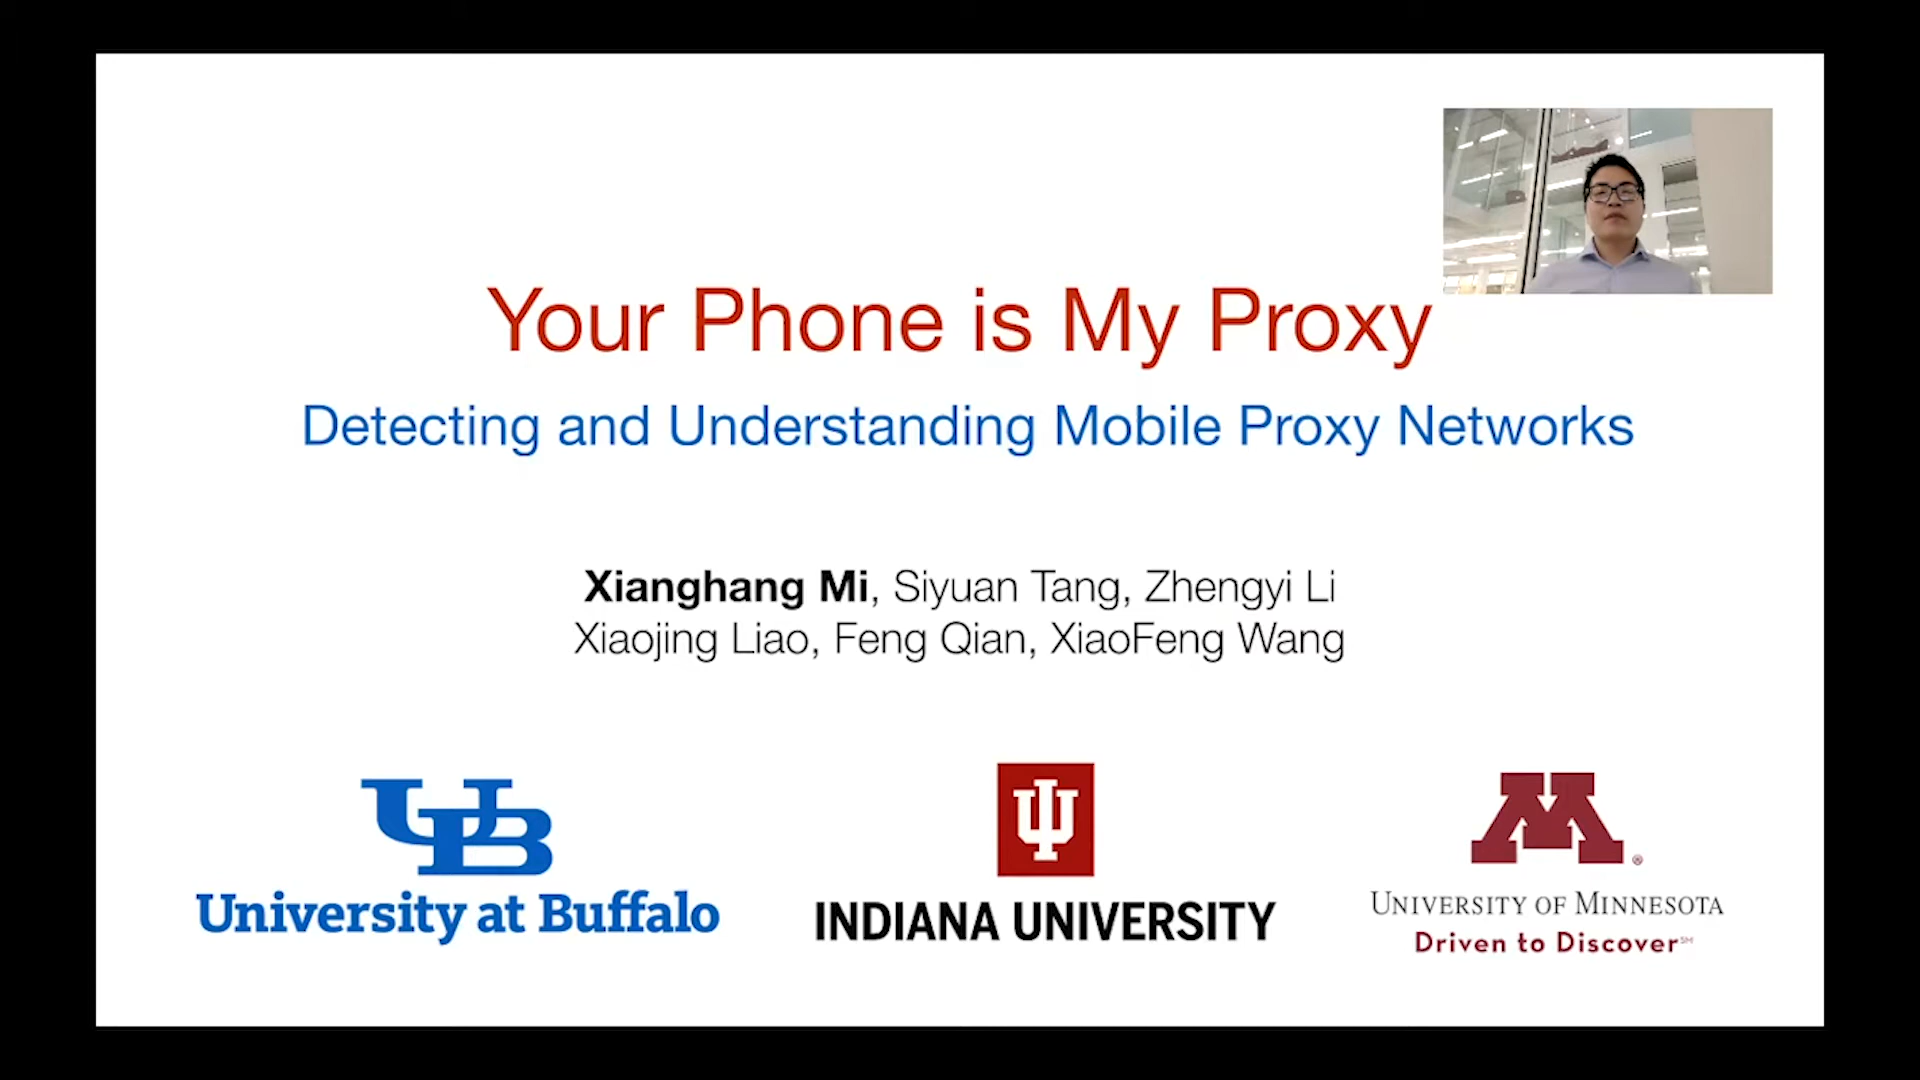 Your Phone is My Proxy
Detecting and Understanding Mobile Proxy Networks
Xianghang Mi, Siyuan Tang, Zhengyi Li
Xiaojing Liao, Feng Qian, XiaoFeng Wang
UB
University at Buffalo
INDIANA UNIVERSITY
M®
UNIVERSITY OF MINNESOTA
Driven to Discover℠